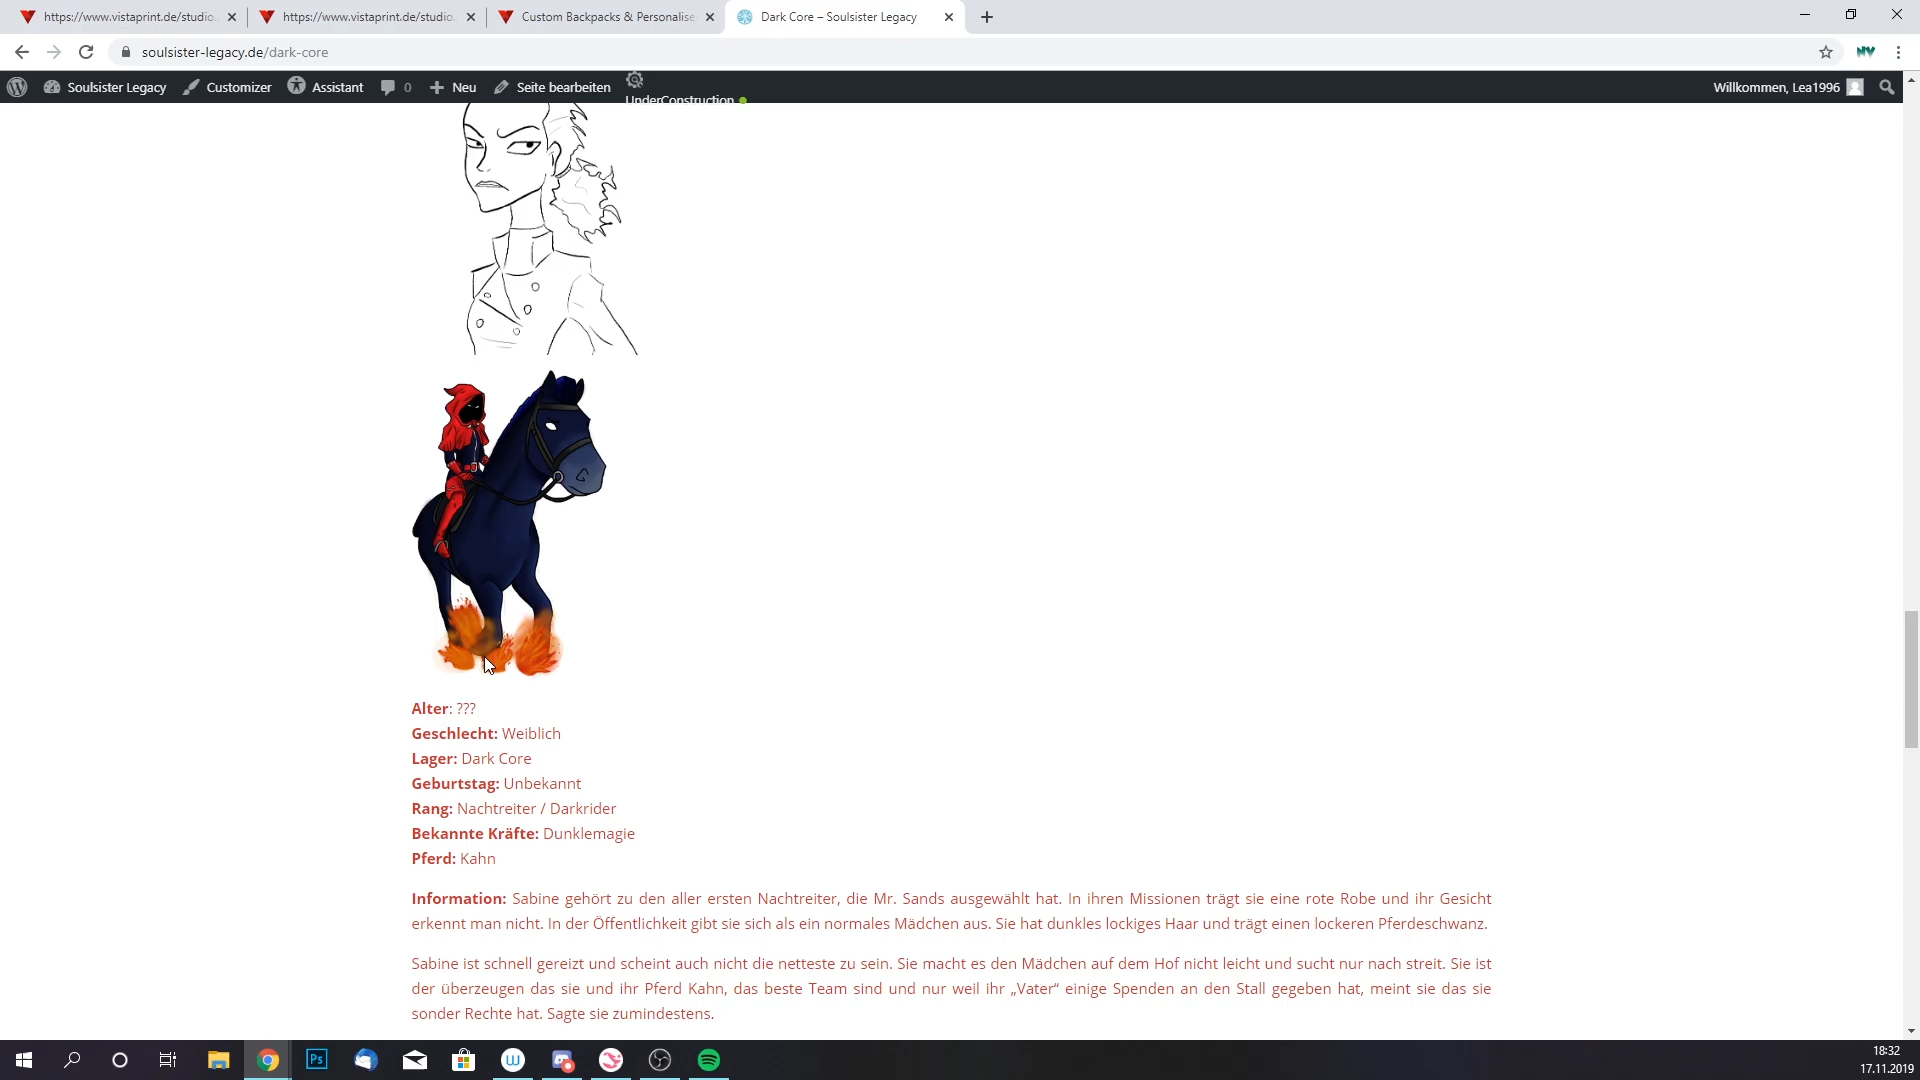 https://www.vistaprint.de/studio.
https://www.vistaprint.de/studio.
Custom Backpacks & Personalise
Dark Core – Soulsister Legacy
soulsister-legacy.de/dark-core
Soulsister Legacy
Customizer
Assistant
0
Neu
Seite bearbeiten
UnderConstruction
Willkommen, Lea1996
Alter: ???
Geschlecht: Weiblich
Lager: Dark Core
Geburtstag: Unbekannt
Rang: Nachtreiter / Darkrider
Bekannte Kräfte: Dunklemagie
Pferd: Kahn
Information: Sabine gehört zu den aller ersten Nachtreiter, die Mr. Sands ausgewählt hat. In ihren Missionen trägt sie eine rote Robe und ihr Gesicht
erkennt man nicht. In der Öffentlichkeit gibt sie sich als ein normales Mädchen aus. Sie hat dunkles lockiges Haar und trägt einen lockeren Pferdeschwanz.
Sabine ist schnell gereizt und scheint auch nicht die netteste zu sein. Sie macht es den Mädchen auf dem Hof nicht leicht und sucht nur nach streit. Sie ist
der überzeugen das sie und ihr Pferd Kahn, das beste Team sind und nur weil ihr „Vater“ einige Spenden an den Stall gegeben hat, meint sie das sie
sonder Rechte hat. Sagte sie zumindestens.
Ps
18:32
17.11.2019